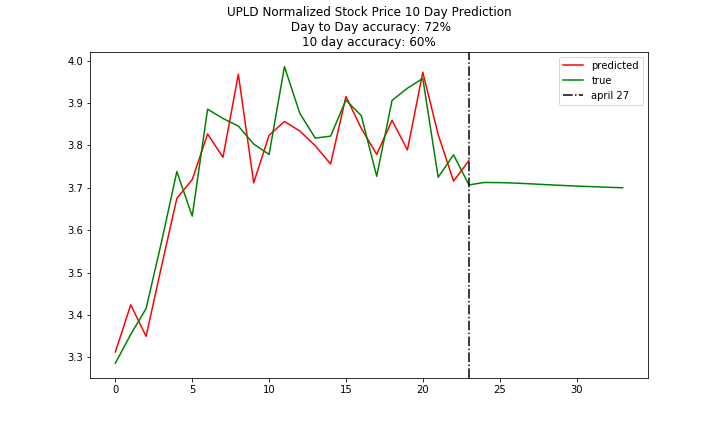 UPLD Normalized Stock Price 10 Day Prediction
Day to Day accuracy: 72%
10 day accuracy: 60%
predicted
true
april 27
4.0
3.9
3.8
3.7
3.6
3.5
3.4
3.3
0 5 10 15 20 25 30